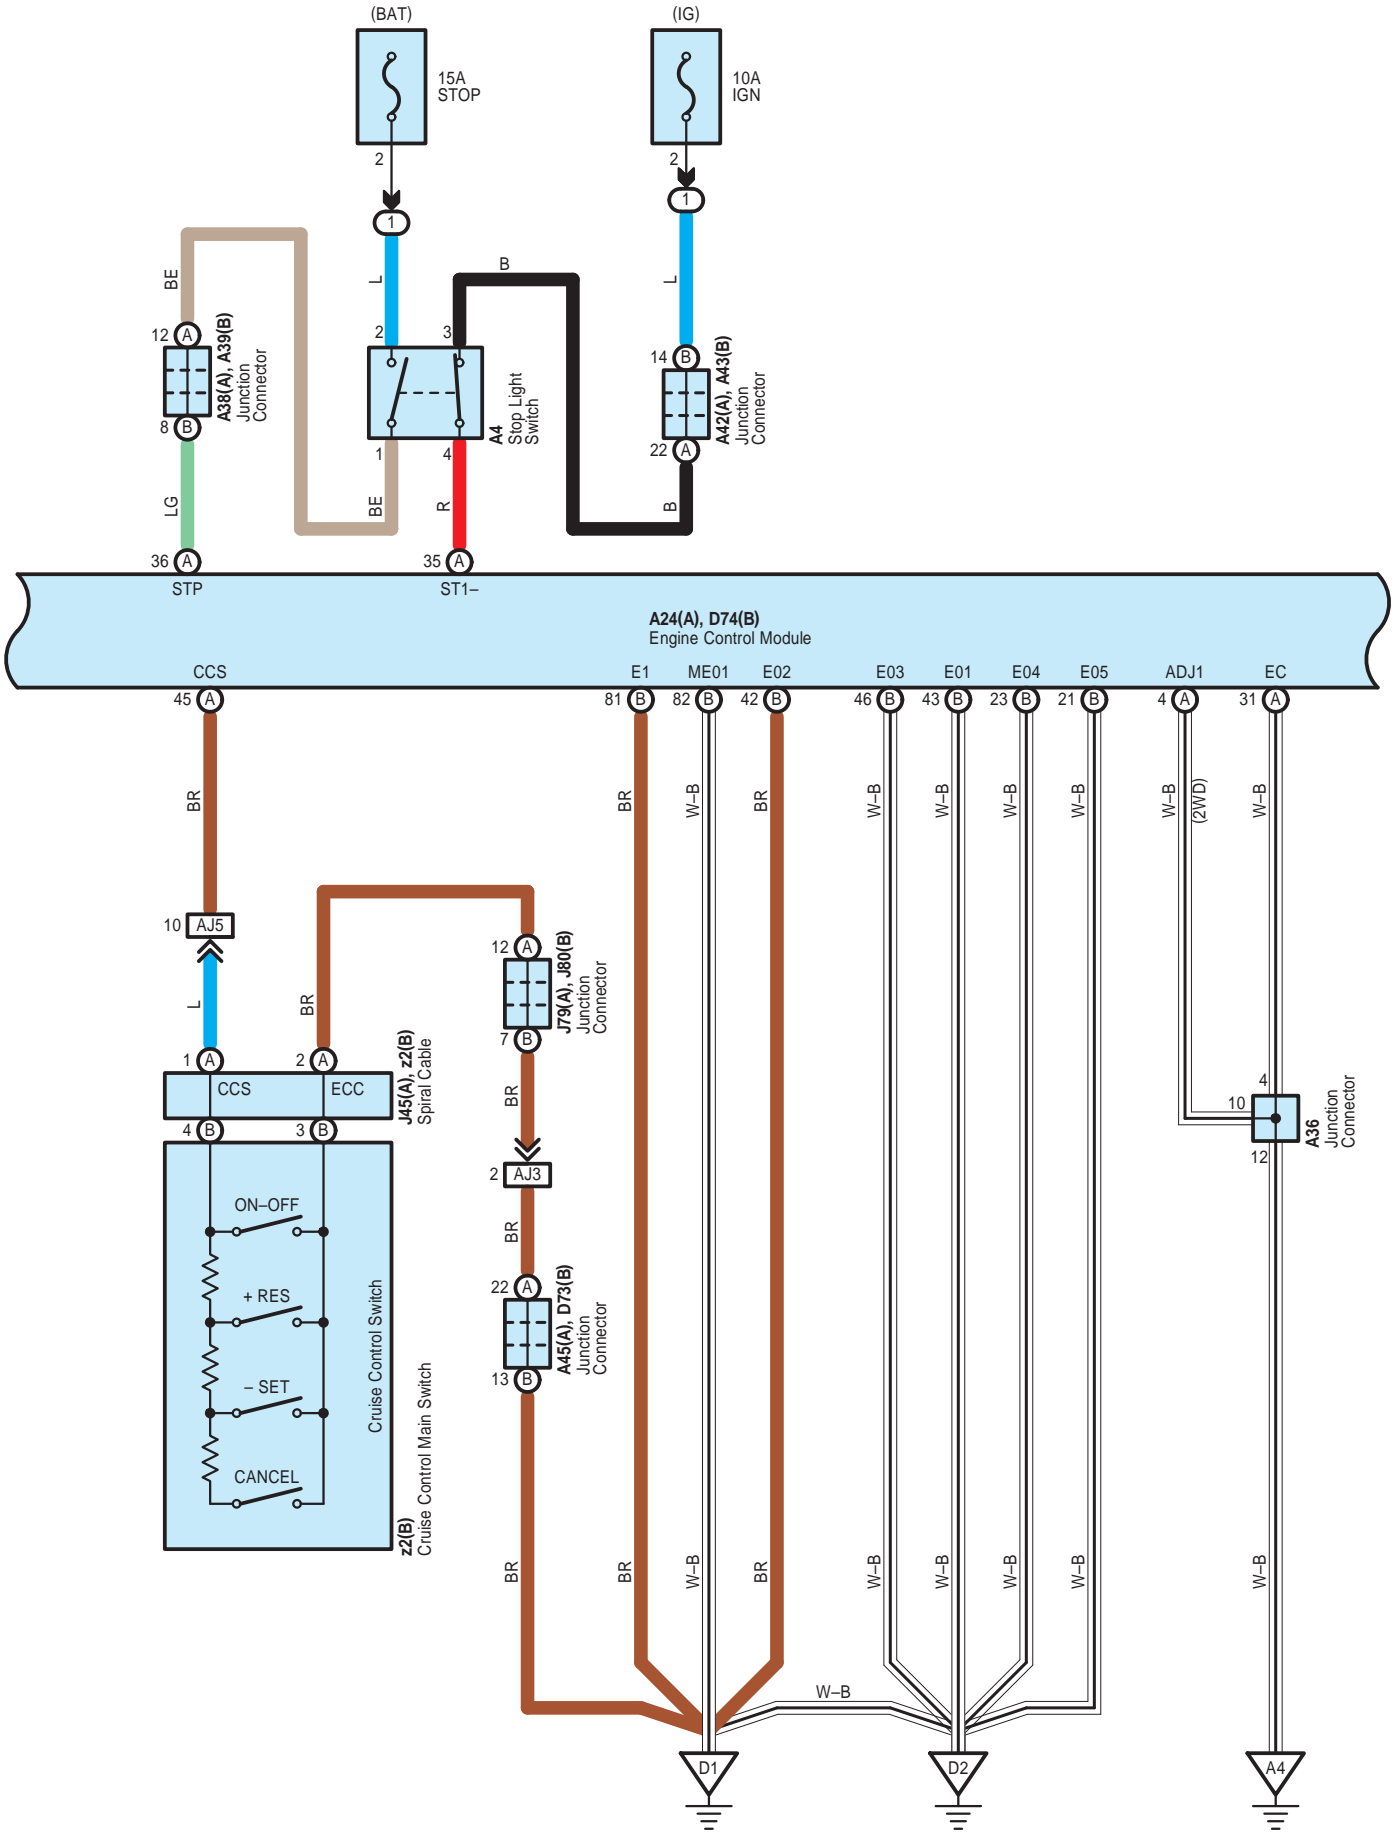 (BAT)
(IG)
15A
STOP
10A
IGN
2
2
1
1
BE
L
B
L
12 A
2
3
14 B
A38(A), A39(B)
Junction
Connector
A42(A), A43(B)
Junction
Connector
8 B
A4
Stop Light
Switch
22 A
1
4
LG
BE
R
B
36 A
35 A
STP
ST1–
A24(A), D74(B)
Engine Control Module
CCS
E1
ME01
E02
E03
E01
E04
E05
ADJ1
EC
45 A
81 B
82 B
42 B
46 B
43 B
23 B
21 B
4 A
31 A
BR
BR
W–B
BR
W–B
W–B
W–B
W–B
W–B
(2WD)
W–B
10 AJ5
12 A
J79(A), J80(B)
Junction
Connector
L
BR
7 B
1 A
2 A
CCS
ECC
J45(A), z2(B)
Spiral Cable
BR
4
10
A36
Junction
Connector
12
4 B
3 B
2 AJ3
ON–OFF
BR
22 A
+ RES
A45(A), D73(B)
Junction
Connector
– SET
13 B
Cruise Control Switch
CANCEL
z2(B)
Cruise Control Main Switch
BR
BR
W–B
BR
W–B
W–B
W–B
W–B
W–B
W–B
D1
D2
A4